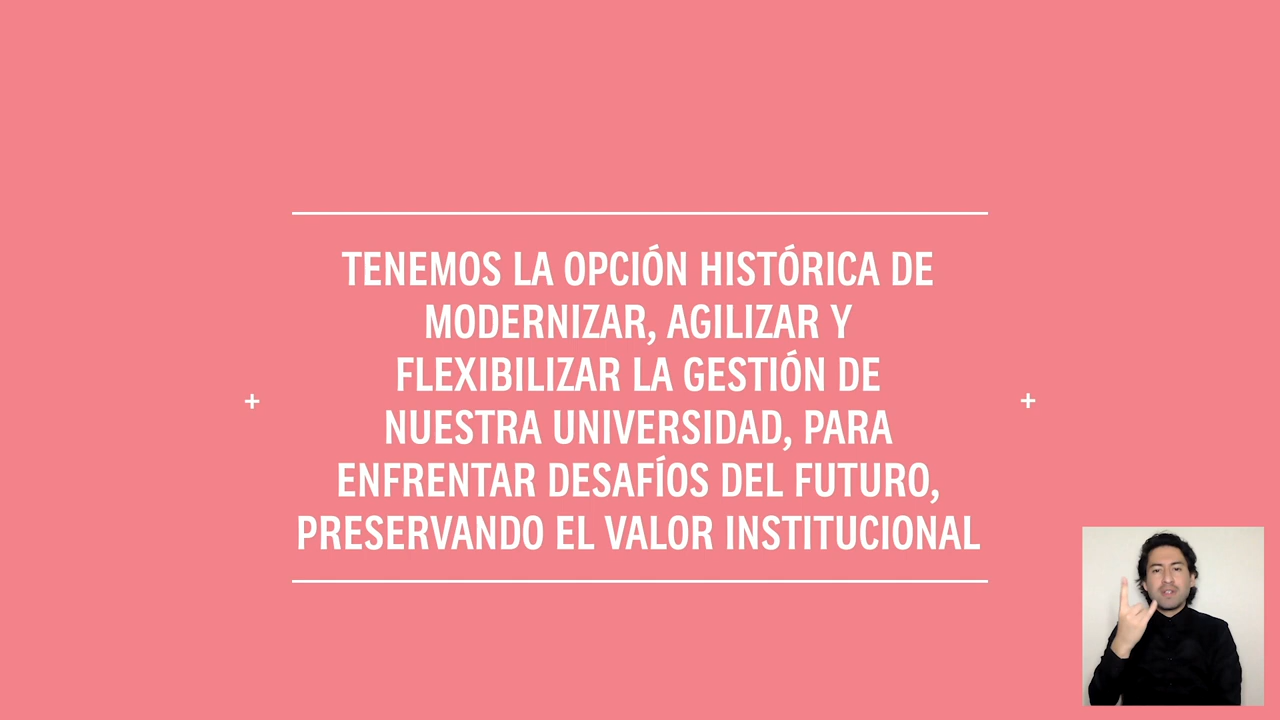 TENEMOS LA OPCIÓN HISTÓRICA DE
MODERNIZAR, AGILIZAR Y
FLEXIBILIZAR LA GESTIÓN DE
NUESTRA UNIVERSIDAD, PARA
ENFRENTAR DESAFÍOS DEL FUTURO,
PRESERVANDO EL VALOR INSTITUCIONAL